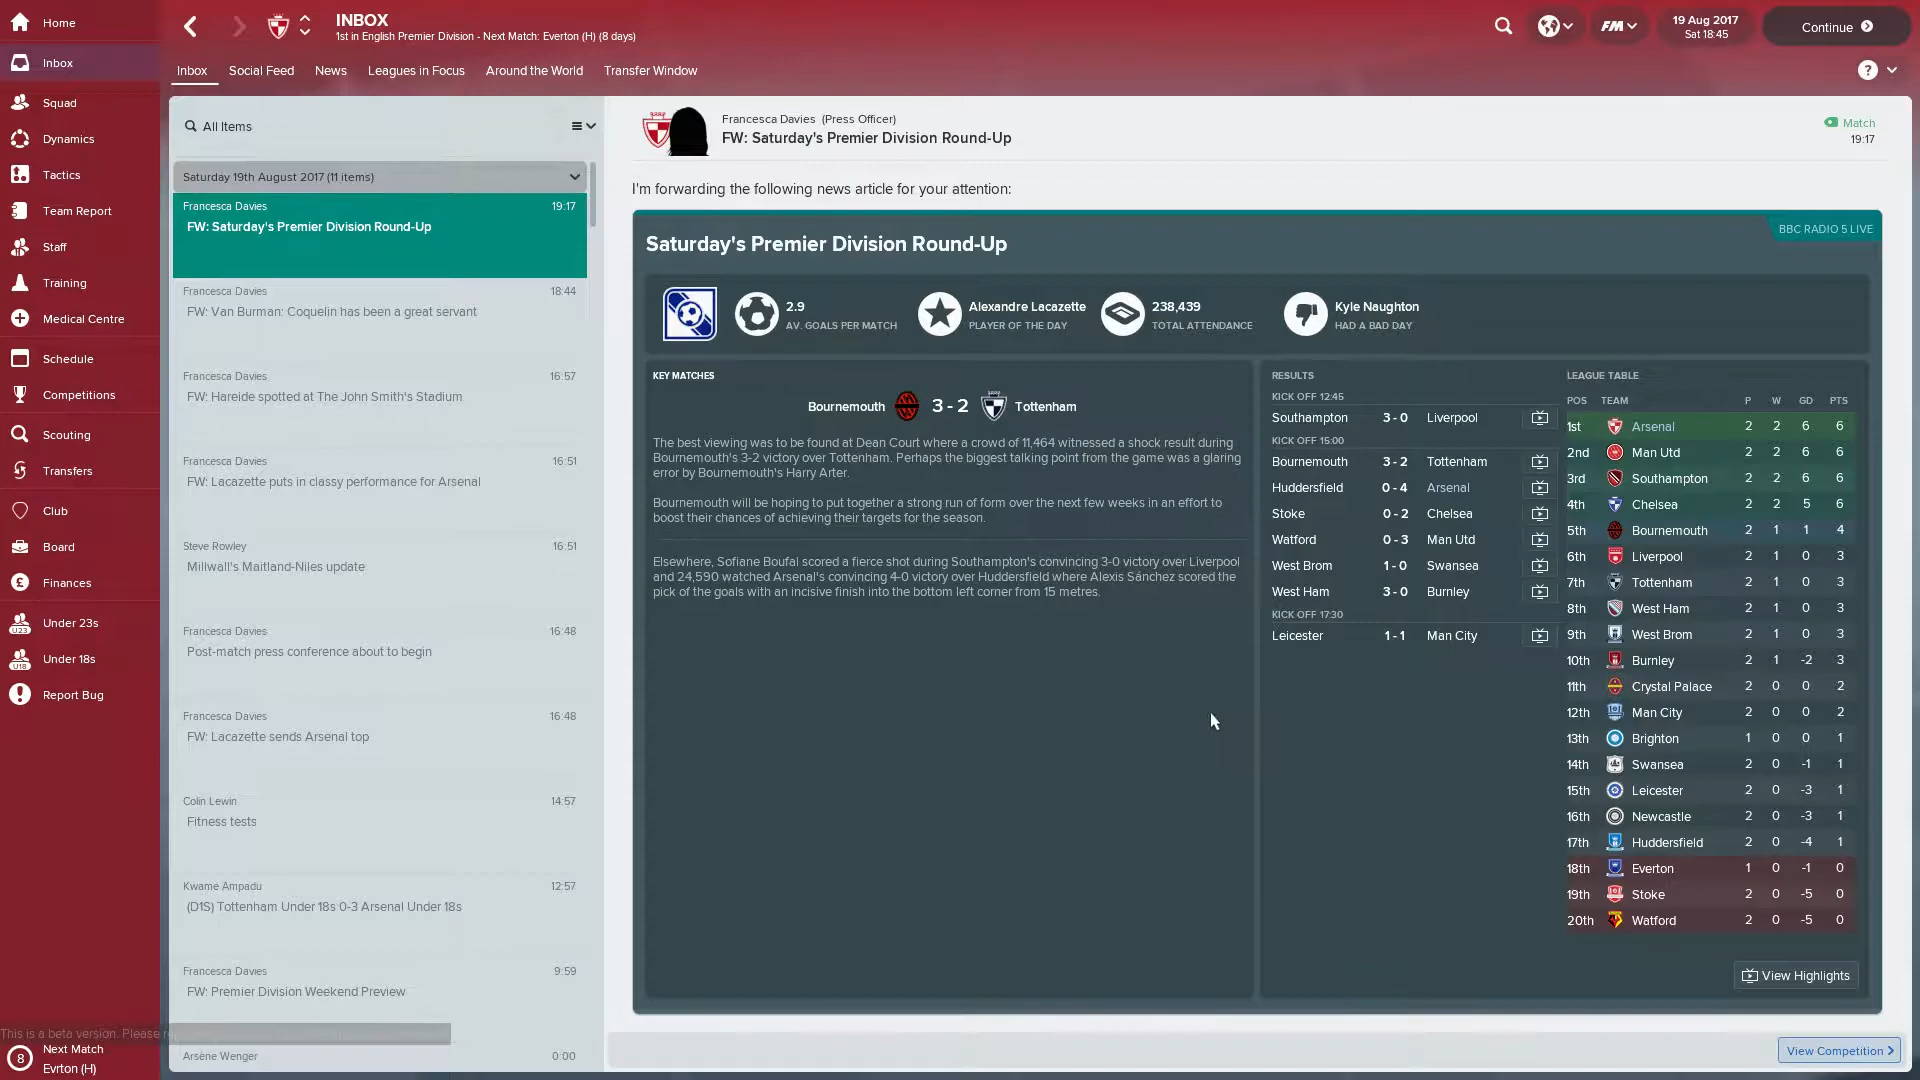 Home
Inbox
Squad
Dynamics
Tactics
Team Report
Staff
Training
Medical Centre
Schedule
Competitions
Scouting
Transfers
Club
Board
Finances
Under 23s
Under 18s
Report Bug
This is a beta version. Please
8
Next Match
Evrton (H)
INBOX
1st in English Premier Division - Next Match: Everton (H) (8 days)
FM
19 Aug 2017
Sat 18:45
Continue
Inbox Social Feed News Leagues in Focus Around the World Transfer Window
All Items
Saturday 19th August 2017 (11 items)
Francesca Davies 19:17
FW: Saturday's Premier Division Round-Up
Francesca Davies 18:44
FW: Van Burman: Coquelin has been a great servant
Francesca Davies 16:57
FW: Hareide spotted at The John Smith's Stadium
Francesca Davies 16:51
FW: Lacazette puts in classy performance for Arsenal
Steve Rowley 16:51
Millwall's Maitland-Niles update
Francesca Davies 16:48
Post-match press conference about to begin
Francesca Davies 16:48
FW: Lacazette sends Arsenal top
Colin Lewin 14:57
Fitness tests
Kwame Ampadu 12:57
(D1S) Tottenham Under 18s 0-3 Arsenal Under 18s
Francesca Davies 9:59
FW: Premier Division Weekend Preview
Arsène Wenger 0:00
Francesca Davies (Press Officer)
FW: Saturday's Premier Division Round-Up
Match
19:17
I'm forwarding the following news article for your attention:
BBC RADIO 5 LIVE
Saturday's Premier Division Round-Up
2.9
AV. GOALS PER MATCH
Alexandre Lacazette
PLAYER OF THE DAY
238,439
TOTAL ATTENDANCE
Kyle Naughton
HAD A BAD DAY
KEY MATCHES
Bournemouth 3 - 2 Tottenham
The best viewing was to be found at Dean Court where a crowd of 11,464 witnessed a shock result during
Bournemouth's 3-2 victory over Tottenham. Perhaps the biggest talking point from the game was a glaring
error by Bournemouth's Harry Arter.
Bournemouth will be hoping to put together a strong run of form over the next few weeks in an effort to
boost their chances of achieving their targets for the season.
Elsewhere, Sofiane Boufal scored a fierce shot during Southampton's convincing 3-0 victory over Liverpool
and 24,590 watched Arsenal's convincing 4-0 victory over Huddersfield where Alexis Sánchez scored the
pick of the goals with an incisive finish into the bottom left corner from 15 metres.
RESULTS
KICK OFF 12:45
Southampton 3 - 0 Liverpool
KICK OFF 15:00
Bournemouth 3 - 2 Tottenham
Huddersfield 0 - 4 Arsenal
Stoke 0 - 2 Chelsea
Watford 0 - 3 Man Utd
West Brom 1 - 0 Swansea
West Ham 3 - 0 Burnley
KICK OFF 17:30
Leicester 1 - 1 Man City
LEAGUE TABLE
POS TEAM P W GD PTS
1st Arsenal 2 2 6 6
2nd Man Utd 2 2 6 6
3rd Southampton 2 2 6 6
4th Chelsea 2 2 5 6
5th Bournemouth 2 1 1 4
6th Liverpool 2 1 0 3
7th Tottenham 2 1 0 3
8th West Ham 2 1 0 3
9th West Brom 2 1 0 3
10th Burnley 2 1 -2 3
11th Crystal Palace 2 0 0 2
12th Man City 2 0 0 2
13th Brighton 1 0 0 1
14th Swansea 2 0 -1 1
15th Leicester 2 0 -3 1
16th Newcastle 2 0 -3 1
17th Huddersfield 2 0 -4 1
18th Everton 1 0 -1 0
19th Stoke 2 0 -5 0
20th Watford 2 0 -5 0
View Highlights
View Competition